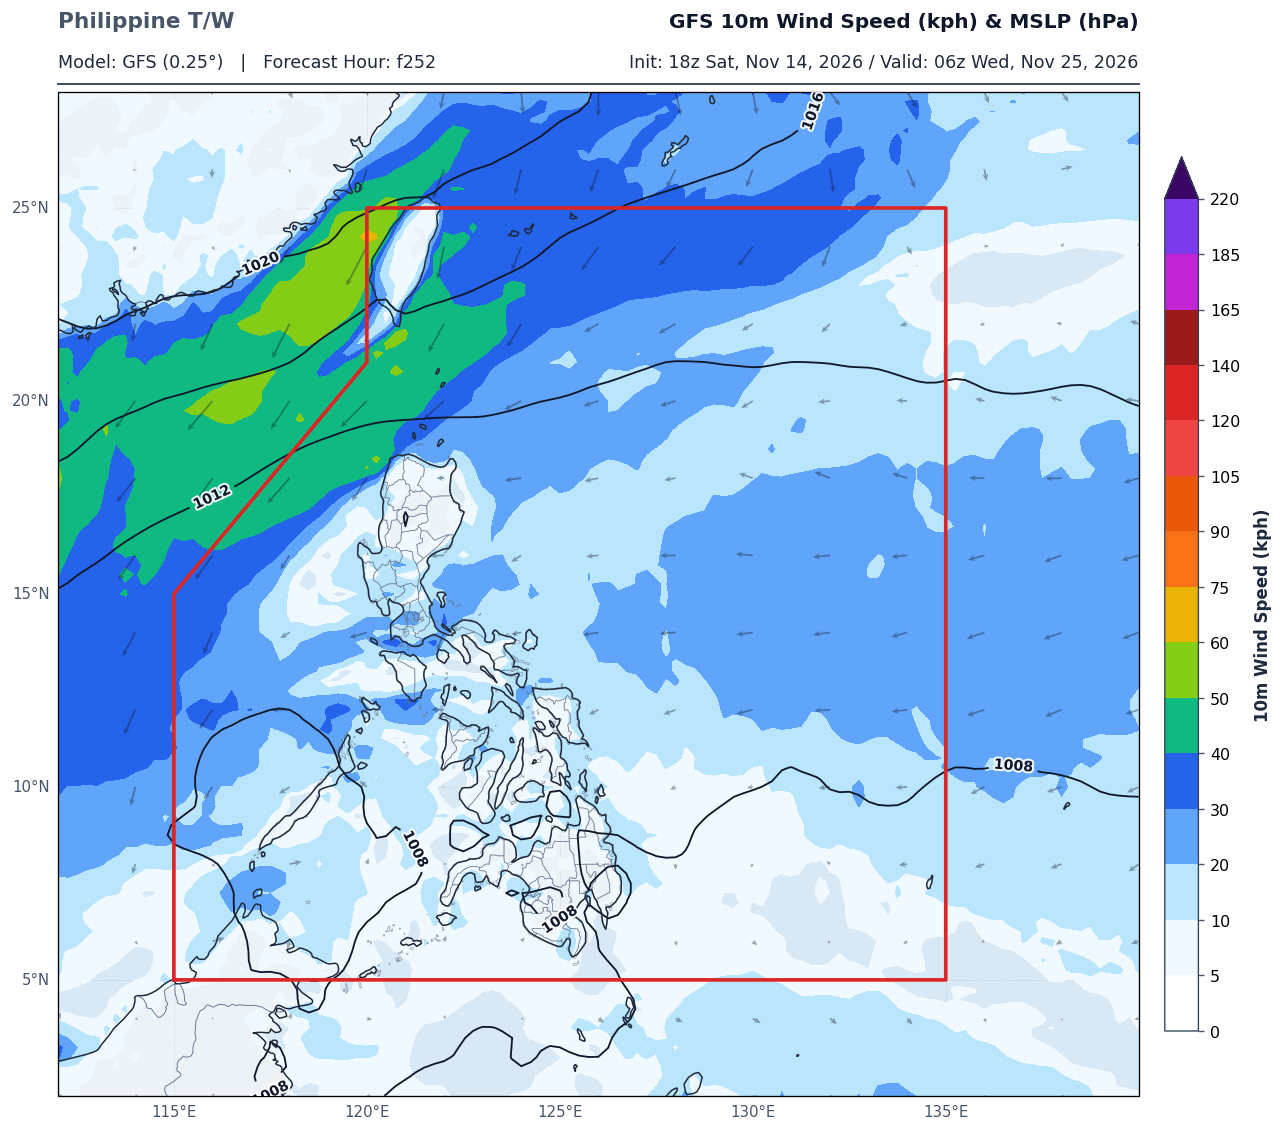 Philippine T/W
GFS 10m Wind Speed (kph) & MSLP (hPa)
Model: GFS (0.25°) | Forecast Hour: f252
Init: 18z Sat, Nov 14, 2026 / Valid: 06z Wed, Nov 25, 2026
1016
1020
1012
1008
1008
1008
1008
25°N
20°N
15°N
10°N
5°N
115°E
120°E
125°E
130°E
135°E
220
185
165
140
120
105
90
75
60
50
40
30
20
10
5
0
10m Wind Speed (kph)